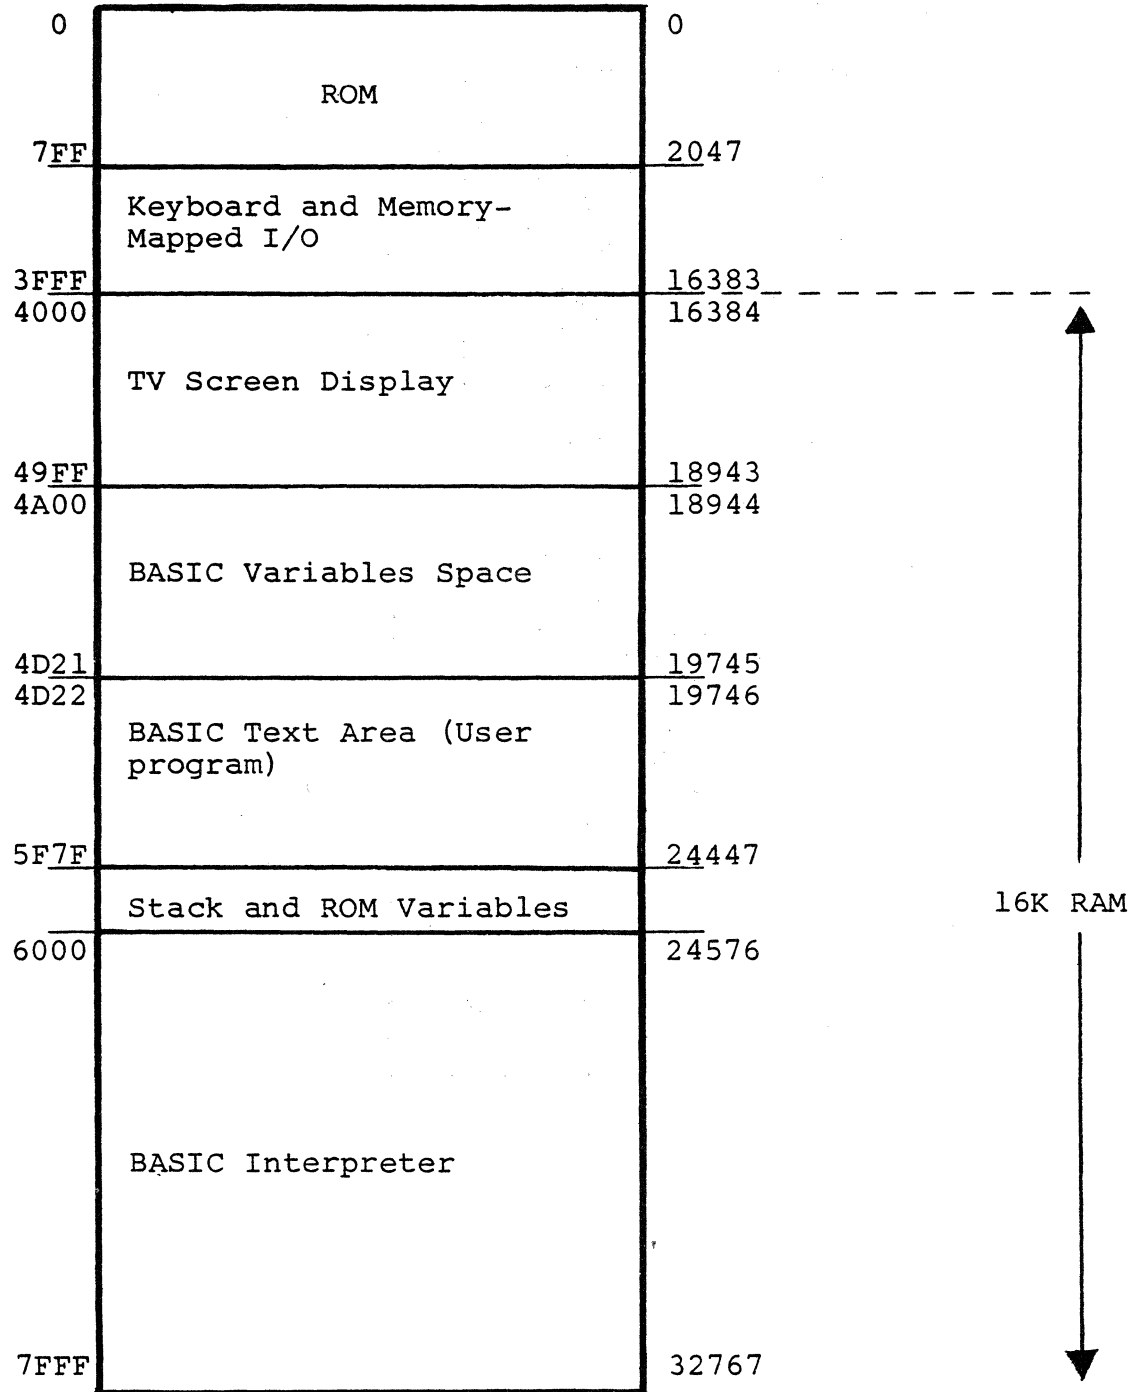 0 0
ROM
7FF 2047
Keyboard and Memory-
Mapped I/O
3FFF 16383
4000 16384
TV Screen Display
49FF 18943
4A00 18944
BASIC Variables Space
4D21 19745
4D22 19746
BASIC Text Area (User
program)
5F7F 24447
Stack and ROM Variables
16K RAM
6000 24576
BASIC Interpreter
7FFF 32767